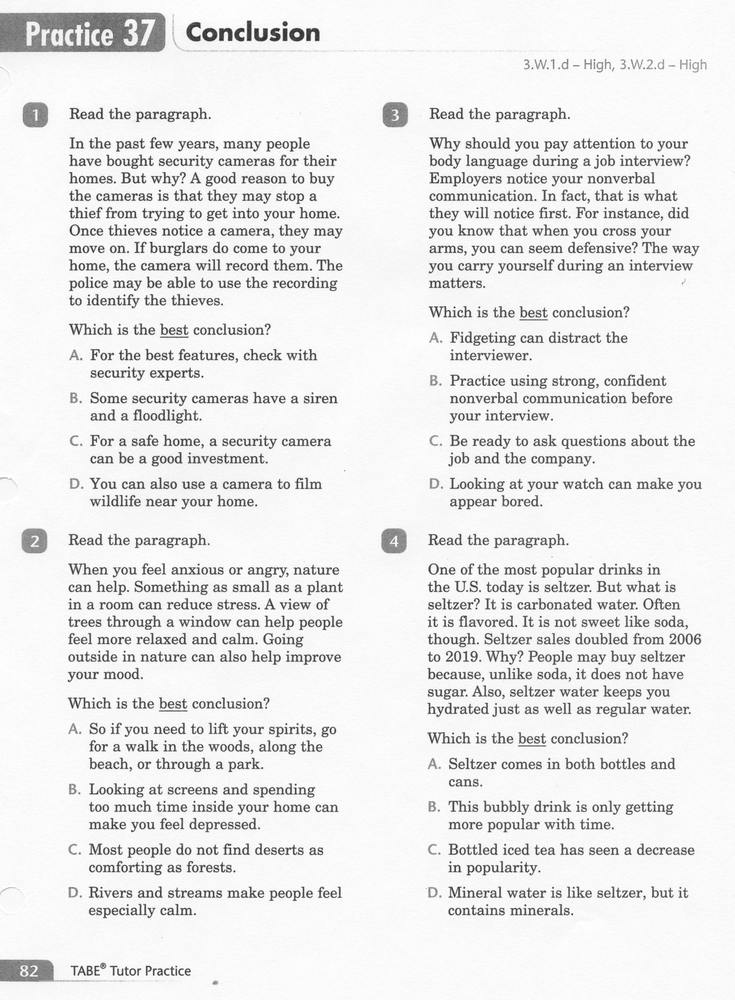 Practice 37
Conclusion
3.W.1.d – High, 3.W.2.d – High
1
Read the paragraph.
In the past few years, many people
have bought security cameras for their
homes. But why? A good reason to buy
the cameras is that they may stop a
thief from trying to get into your home.
Once thieves notice a camera, they may
move on. If burglars do come to your
home, the camera will record them. The
police may be able to use the recording
to identify the thieves.
Which is the best conclusion?
A. For the best features, check with
security experts.
B. Some security cameras have a siren
and a floodlight.
C. For a safe home, a security camera
can be a good investment.
D. You can also use a camera to film
wildlife near your home.
2
Read the paragraph.
When you feel anxious or angry, nature
can help. Something as small as a plant
in a room can reduce stress. A view of
trees through a window can help people
feel more relaxed and calm. Going
outside in nature can also help improve
your mood.
Which is the best conclusion?
A. So if you need to lift your spirits, go
for a walk in the woods, along the
beach, or through a park.
B. Looking at screens and spending
too much time inside your home can
make you feel depressed.
C. Most people do not find deserts as
comforting as forests.
D. Rivers and streams make people feel
especially calm.
3
Read the paragraph.
Why should you pay attention to your
body language during a job interview?
Employers notice your nonverbal
communication. In fact, that is what
they will notice first. For instance, did
you know that when you cross your
arms, you can seem defensive? The way
you carry yourself during an interview
matters.
Which is the best conclusion?
A. Fidgeting can distract the
interviewer.
B. Practice using strong, confident
nonverbal communication before
your interview.
C. Be ready to ask questions about the
job and the company.
D. Looking at your watch can make you
appear bored.
4
Read the paragraph.
One of the most popular drinks in
the U.S. today is seltzer. But what is
seltzer? It is carbonated water. Often
it is flavored. It is not sweet like soda,
though. Seltzer sales doubled from 2006
to 2019. Why? People may buy seltzer
because, unlike soda, it does not have
sugar. Also, seltzer water keeps you
hydrated just as well as regular water.
Which is the best conclusion?
A. Seltzer comes in both bottles and
cans.
B. This bubbly drink is only getting
more popular with time.
C. Bottled iced tea has seen a decrease
in popularity.
D. Mineral water is like seltzer, but it
contains minerals.
82
TABE® Tutor Practice